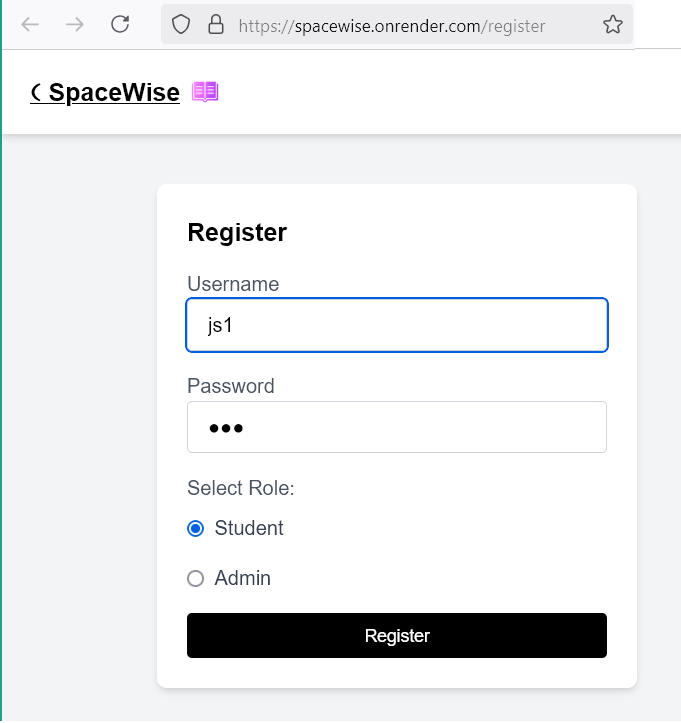 https://spacewise.onrender.com/register
SpaceWise
Register
Username
js1
Password
●●●
Select Role:
Student
Admin
Register